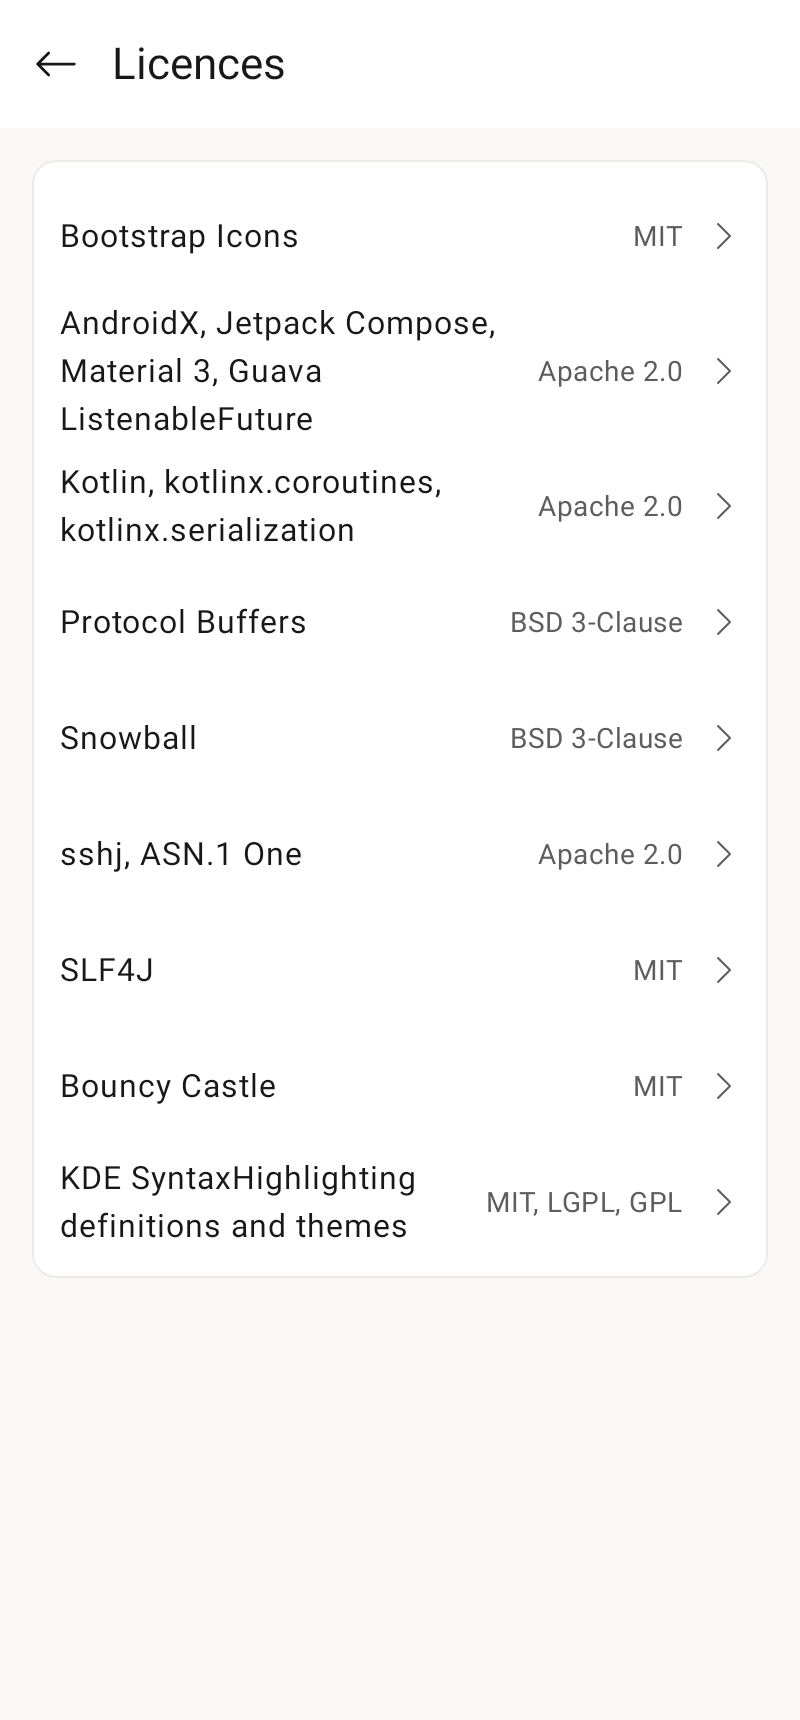 Licences
Bootstrap Icons MIT
AndroidX, Jetpack Compose,
Material 3, Guava
ListenableFuture
Apache 2.0
Kotlin, kotlinx.coroutines,
kotlinx.serialization
Apache 2.0
Protocol Buffers BSD 3-Clause
Snowball BSD 3-Clause
sshj, ASN.1 One Apache 2.0
SLF4J MIT
Bouncy Castle MIT
KDE SyntaxHighlighting
definitions and themes
MIT, LGPL, GPL